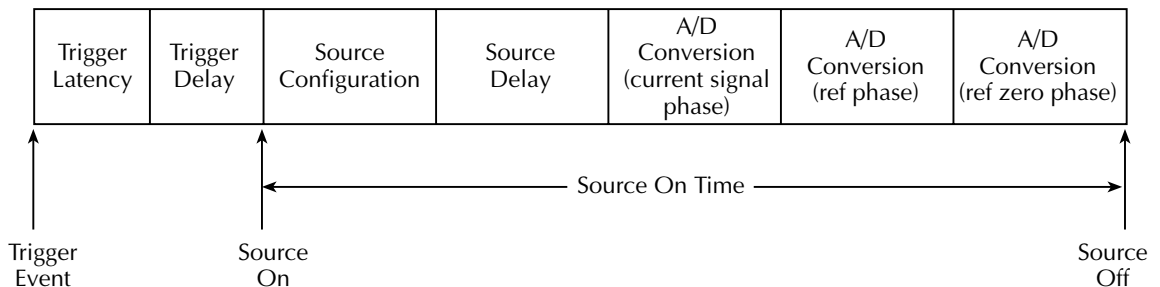 Trigger
Latency
Trigger
Delay
Source
Configuration
Source
Delay
A/D
Conversion
(current signal
phase)
A/D
Conversion
(ref phase)
A/D
Conversion
(ref zero phase)
Source On Time
Trigger
Event
Source
On
Source
Off